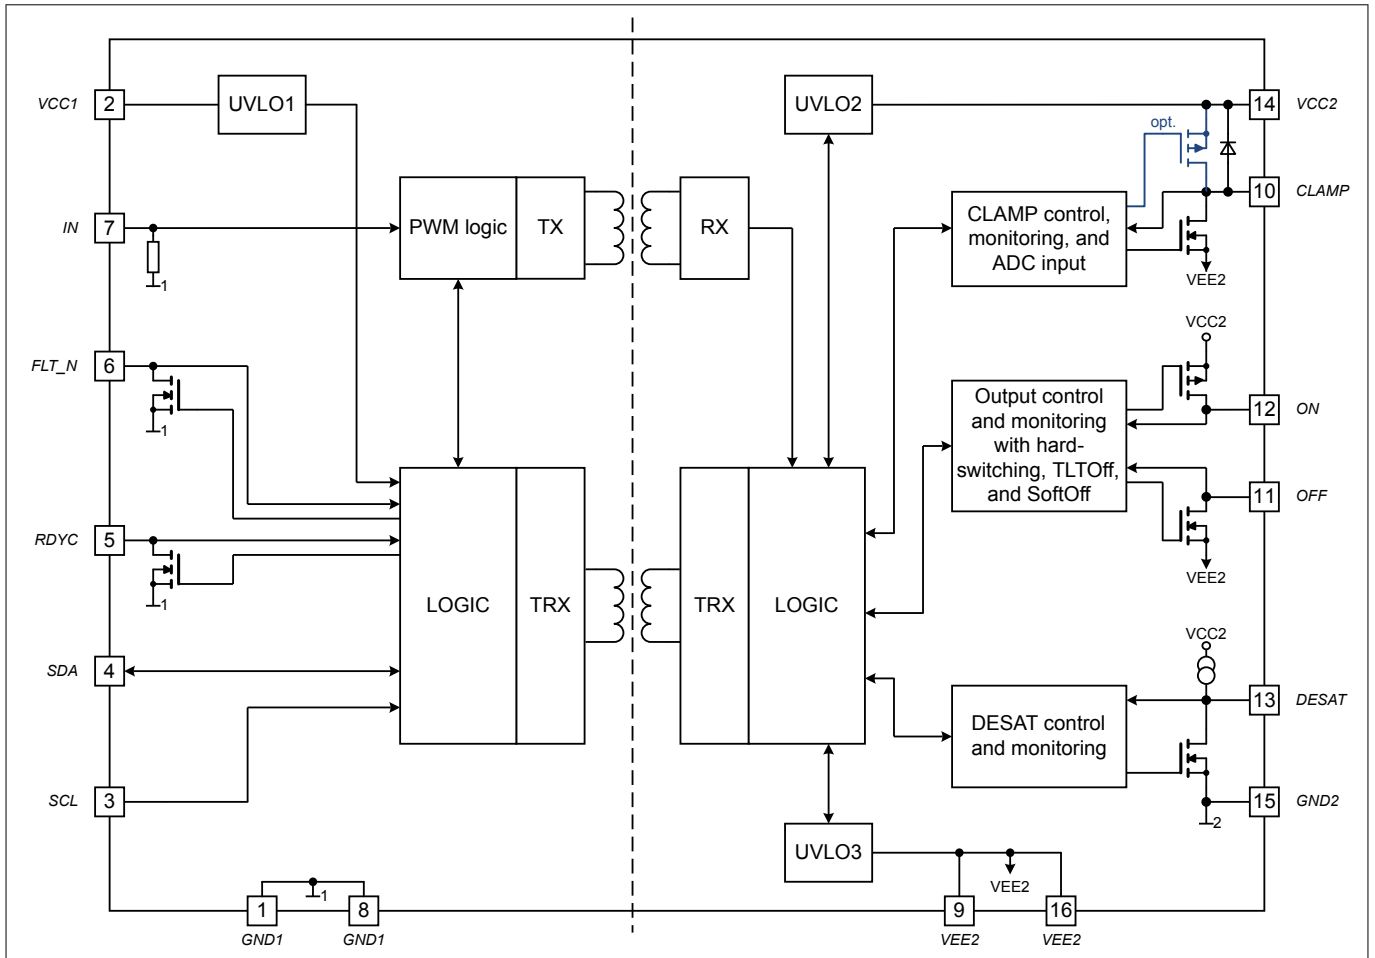 VCC1 2 UVLO1 UVLO2 14 VCC2
opt.
10 CLAMP
IN 7 PWM logic TX RX
CLAMP control,
monitoring, and
ADC input
VEE2
1
VCC2
FLT_N 6
1
Output control
and monitoring
with hard-
switching, TLTOff,
and SoftOff
12 ON
11 OFF
VEE2
RDYC 5
1
LOGIC TRX TRX LOGIC
VCC2
SDA 4
13 DESAT
DESAT control
and monitoring
SCL 3
15 GND2
2
UVLO3
VEE2
1
1 8 9 16
GND1 GND1 VEE2 VEE2